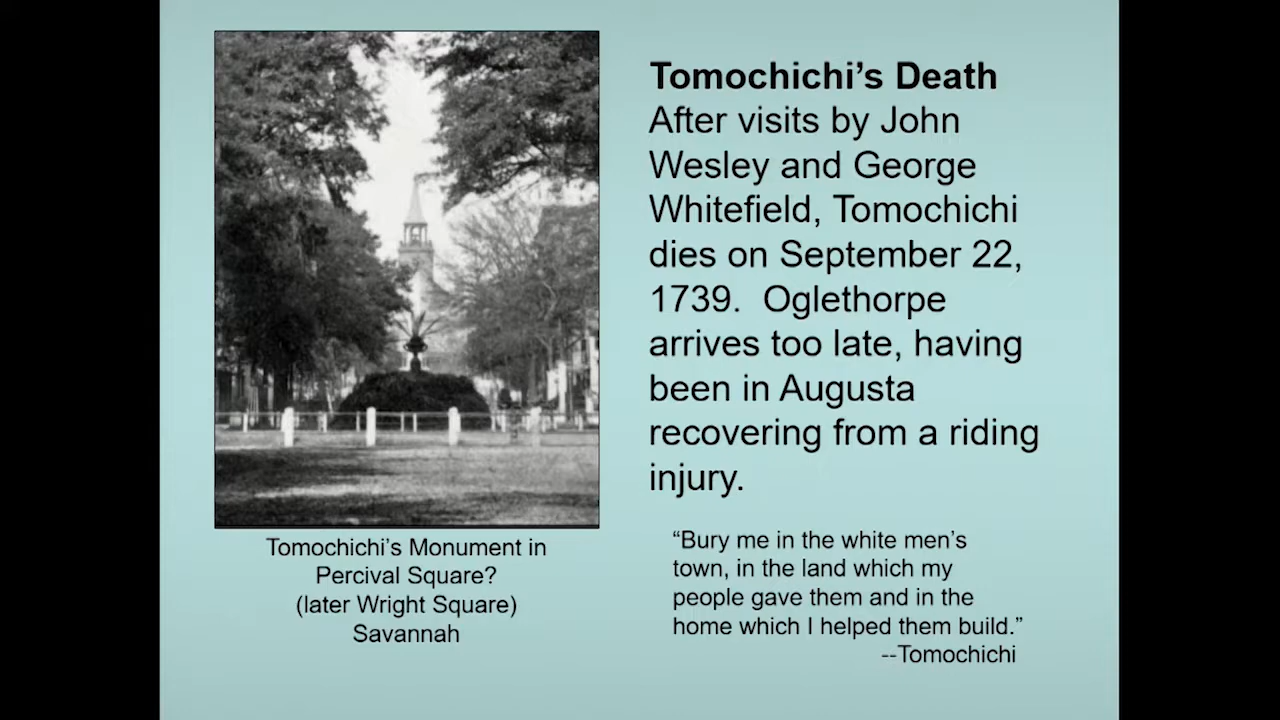 Tomochichi’s Death
After visits by John
Wesley and George
Whitefield, Tomochichi
dies on September 22,
1739.  Oglethorpe
arrives too late, having
been in Augusta
recovering from a riding
injury.
“Bury me in the white men’s
town, in the land which my
people gave them and in the
home which I helped them build.”
--Tomochichi
Tomochichi’s Monument in
Percival Square?
(later Wright Square)
Savannah